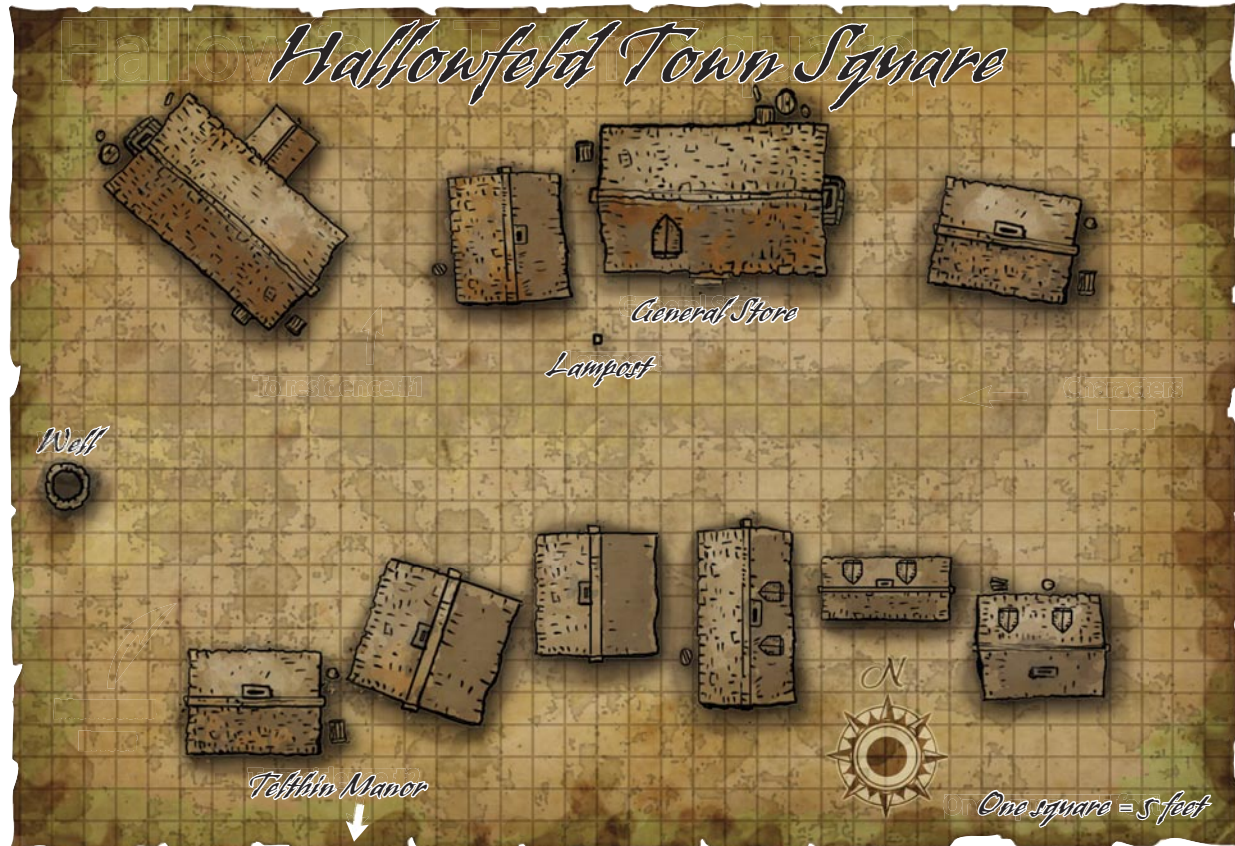 Hallowfeld Town Square
General Store
Lampost
Well
N
Telthin Manor
One square = 5 feet